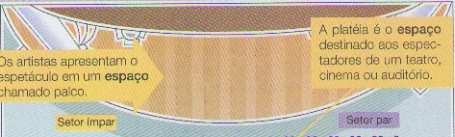 Os artistas apresentam o
espetáculo em um espaço
chamado palco.
A platéia é o espaço
destinado aos espec-
tadores de um teatro,
cinema ou auditório.
Setor ímpar
Setor par